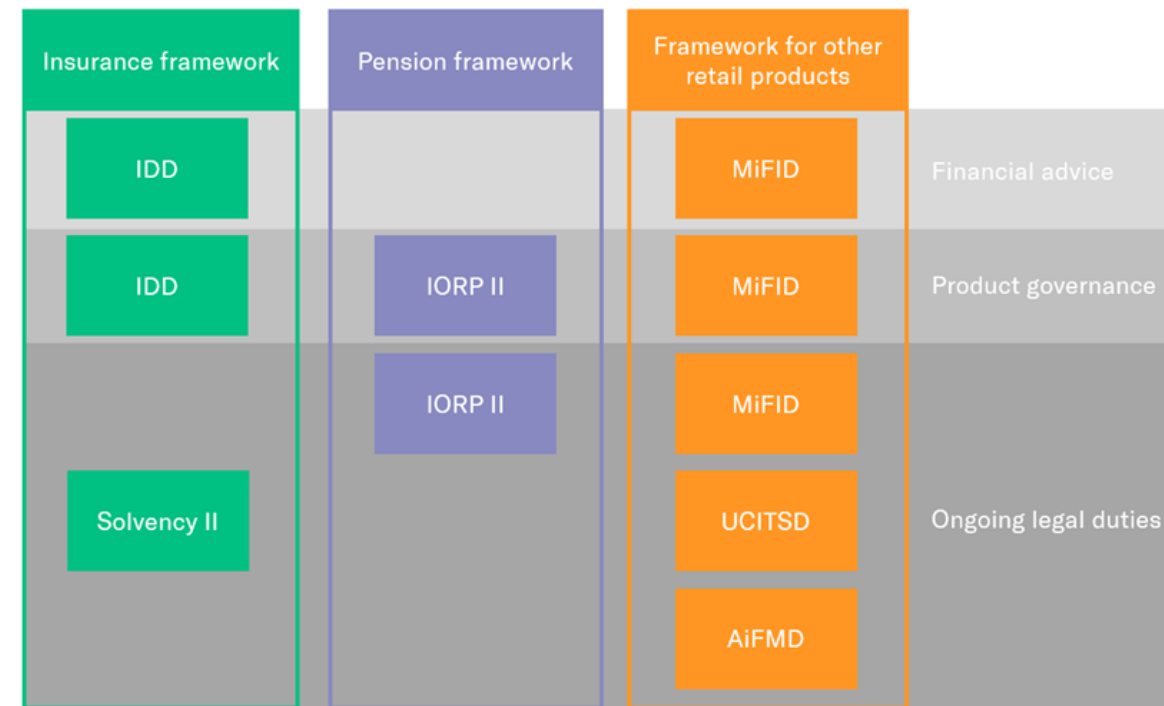 Insurance framework
Pension framework
Framework for other
retail products
IDD
MiFID
Financial advice
IDD
IORP II
MiFID
Product governance
IORP II
MiFID
Solvency II
UCITSD
Ongoing legal duties
AiFMD